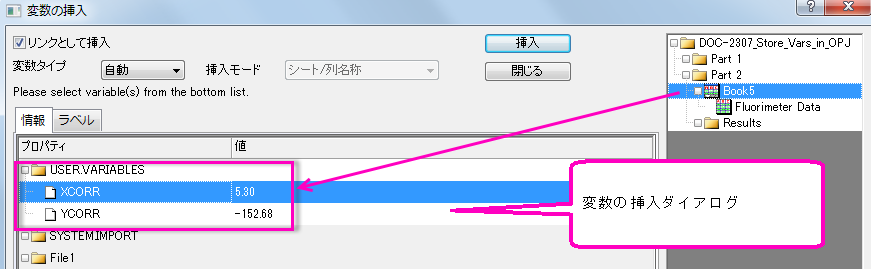 変数の挿入
リンクとして挿入
挿入
変数タイプ 自動 挿入モード シート/列名称
閉じる
Please select variable(s) from the bottom list.
情報 ラベル
プロパティ 値
USER.VARIABLES
XCORR 5.30
YCORR -152.68
SYSTEM.IMPORT
File1
DOC-2307_Store_Vars_in_OPJ
Part 1
Part 2
Book5
Fluorimeter Data
Results
変数の挿入ダイアログ